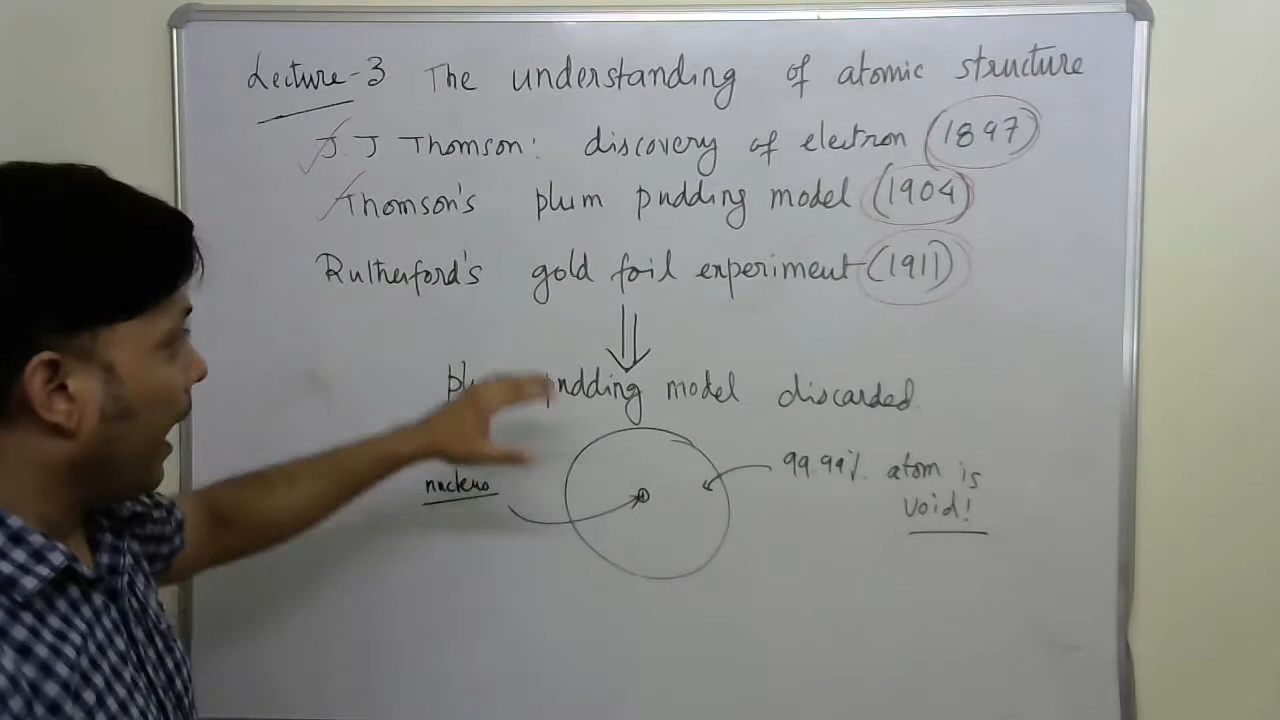 Lecture-3 The understanding of atomic structure
J J Thomson: discovery of electron (1897)
Thomson's plum pudding model (1904)
Rutherford's gold foil experiment (1911)
pudding model discarded
nucleus
99.99% atom is
void!